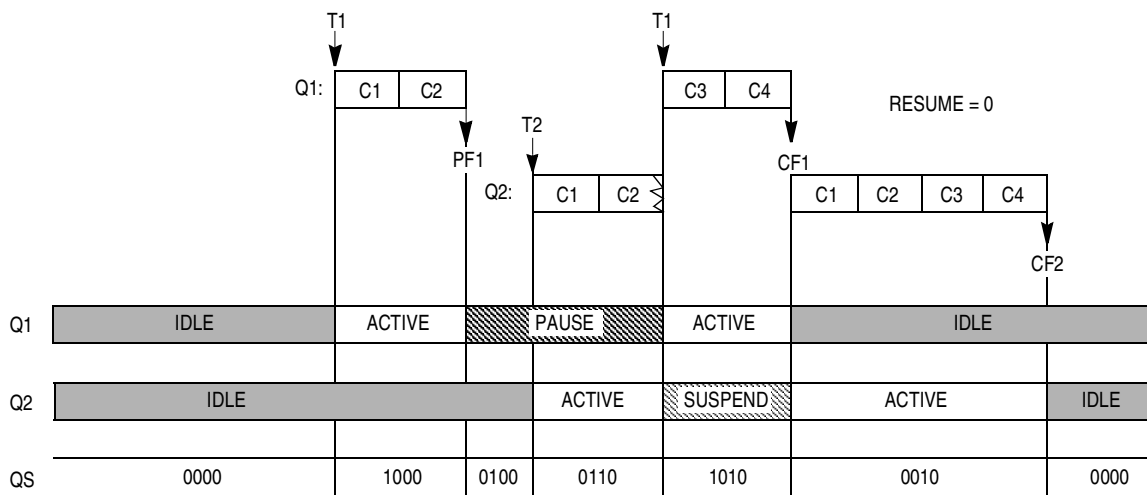 T1 T1
Q1: C1 C2 C3 C4
RESUME = 0
T2
PF1 CF1
Q2: C1 C2 C1 C2 C3 C4
CF2
Q1 IDLE ACTIVE PAUSE ACTIVE IDLE
Q2 IDLE ACTIVE SUSPEND ACTIVE IDLE
QS 0000 1000 0100 0110 1010 0010 0000